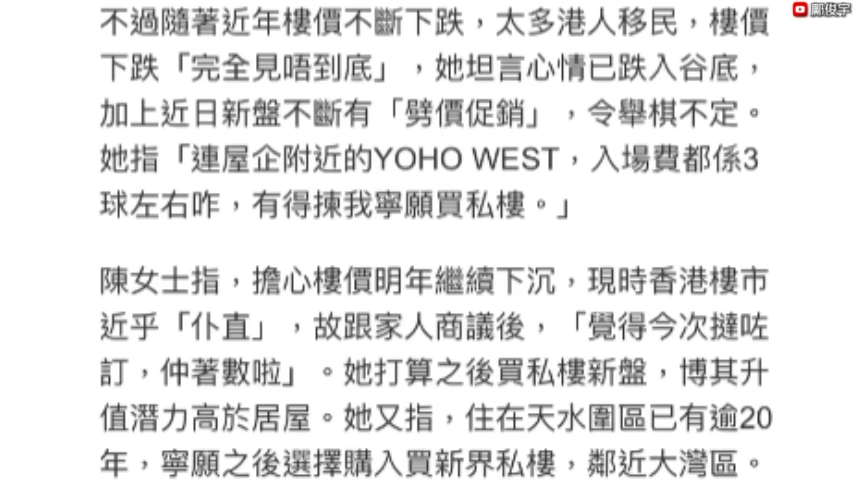 鄺俊宇
不過隨著近年樓價不斷下跌，太多港人移民，樓價
下跌「完全見唔到底」，她坦言心情已跌入谷底，
加上近日新盤不斷有「劈價促銷」，令舉棋不定。
她指「連屋企附近的YOHO WEST，入場費都係3
球左右咋，有得揀我寧願買私樓。」
陳女士指，擔心樓價明年繼續下沉，現時香港樓市
近乎「仆直」，故跟家人商議後，「覺得今次撻咗
訂，仲著數啦」。她打算之後買私樓新盤，博其升
值潛力高於居屋。她又指，住在天水圍區已有逾20
年，寧願之後選擇購入買新界私樓，鄰近大灣區。